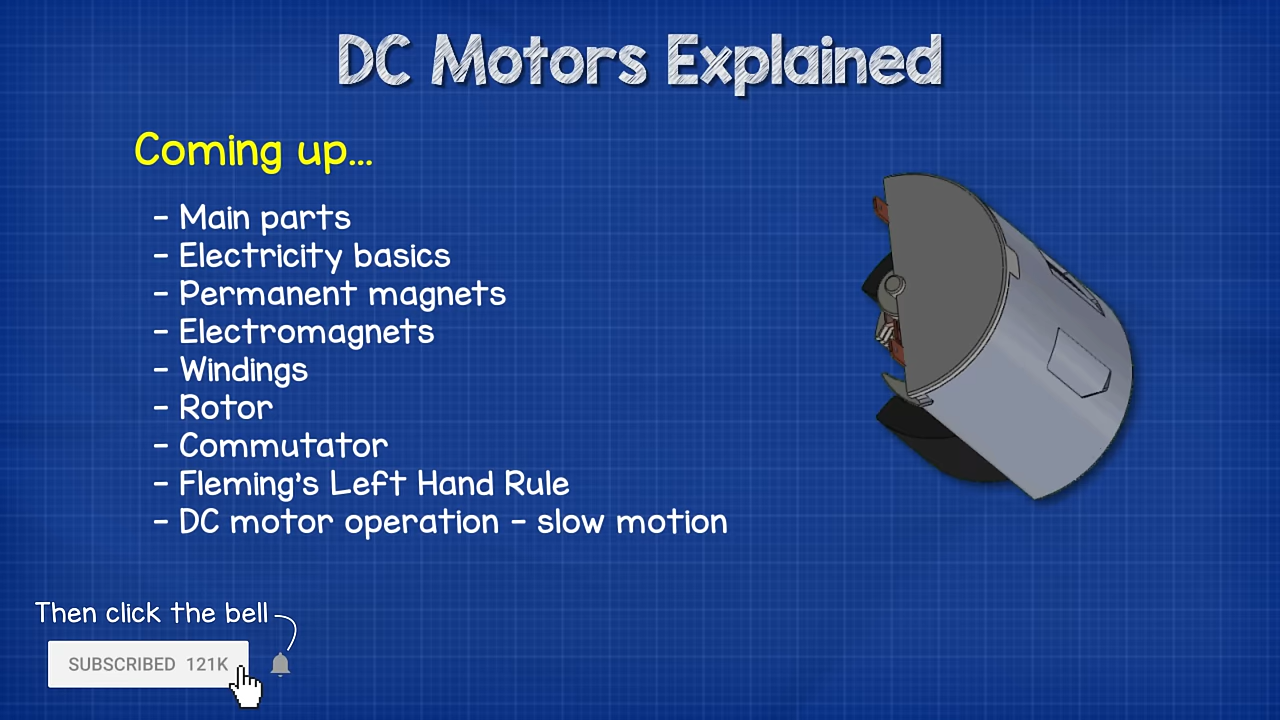 DC Motors Explained
Coming up...
- Main parts
- Electricity basics
- Permanent magnets
- Electromagnets
- Windings
- Rotor
- Commutator
- Fleming's Left Hand Rule
- DC motor operation - slow motion
Then click the bell
SUBSCRIBED 121K